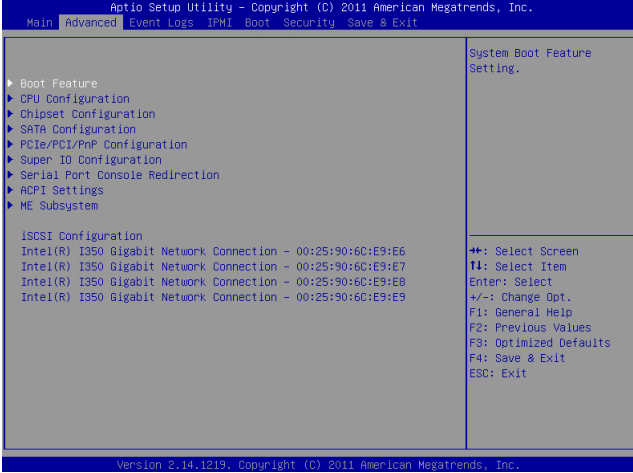 Aptio Setup Utility – Copyright (C) 2011 American Megatrends, Inc.
Main Advanced Event Logs IPMI Boot Security Save & Exit
System Boot Feature
Setting.
▶ Boot Feature
▶ CPU Configuration
▶ Chipset Configuration
▶ SATA Configuration
▶ PCIe/PCI/PnP Configuration
▶ Super IO Configuration
▶ Serial Port Console Redirection
▶ ACPI Settings
▶ ME Subsystem
iSCSI Configuration
Intel(R) I350 Gigabit Network Connection – 00:25:90:6C:E9:E6
Intel(R) I350 Gigabit Network Connection – 00:25:90:6C:E9:E7
Intel(R) I350 Gigabit Network Connection – 00:25:90:6C:E9:E8
Intel(R) I350 Gigabit Network Connection – 00:25:90:6C:E9:E9
→←: Select Screen
↑↓: Select Item
Enter: Select
+/-: Change Opt.
F1: General Help
F2: Previous Values
F3: Optimized Defaults
F4: Save & Exit
ESC: Exit
Version 2.14.1219. Copyright (C) 2011 American Megatrends, Inc.